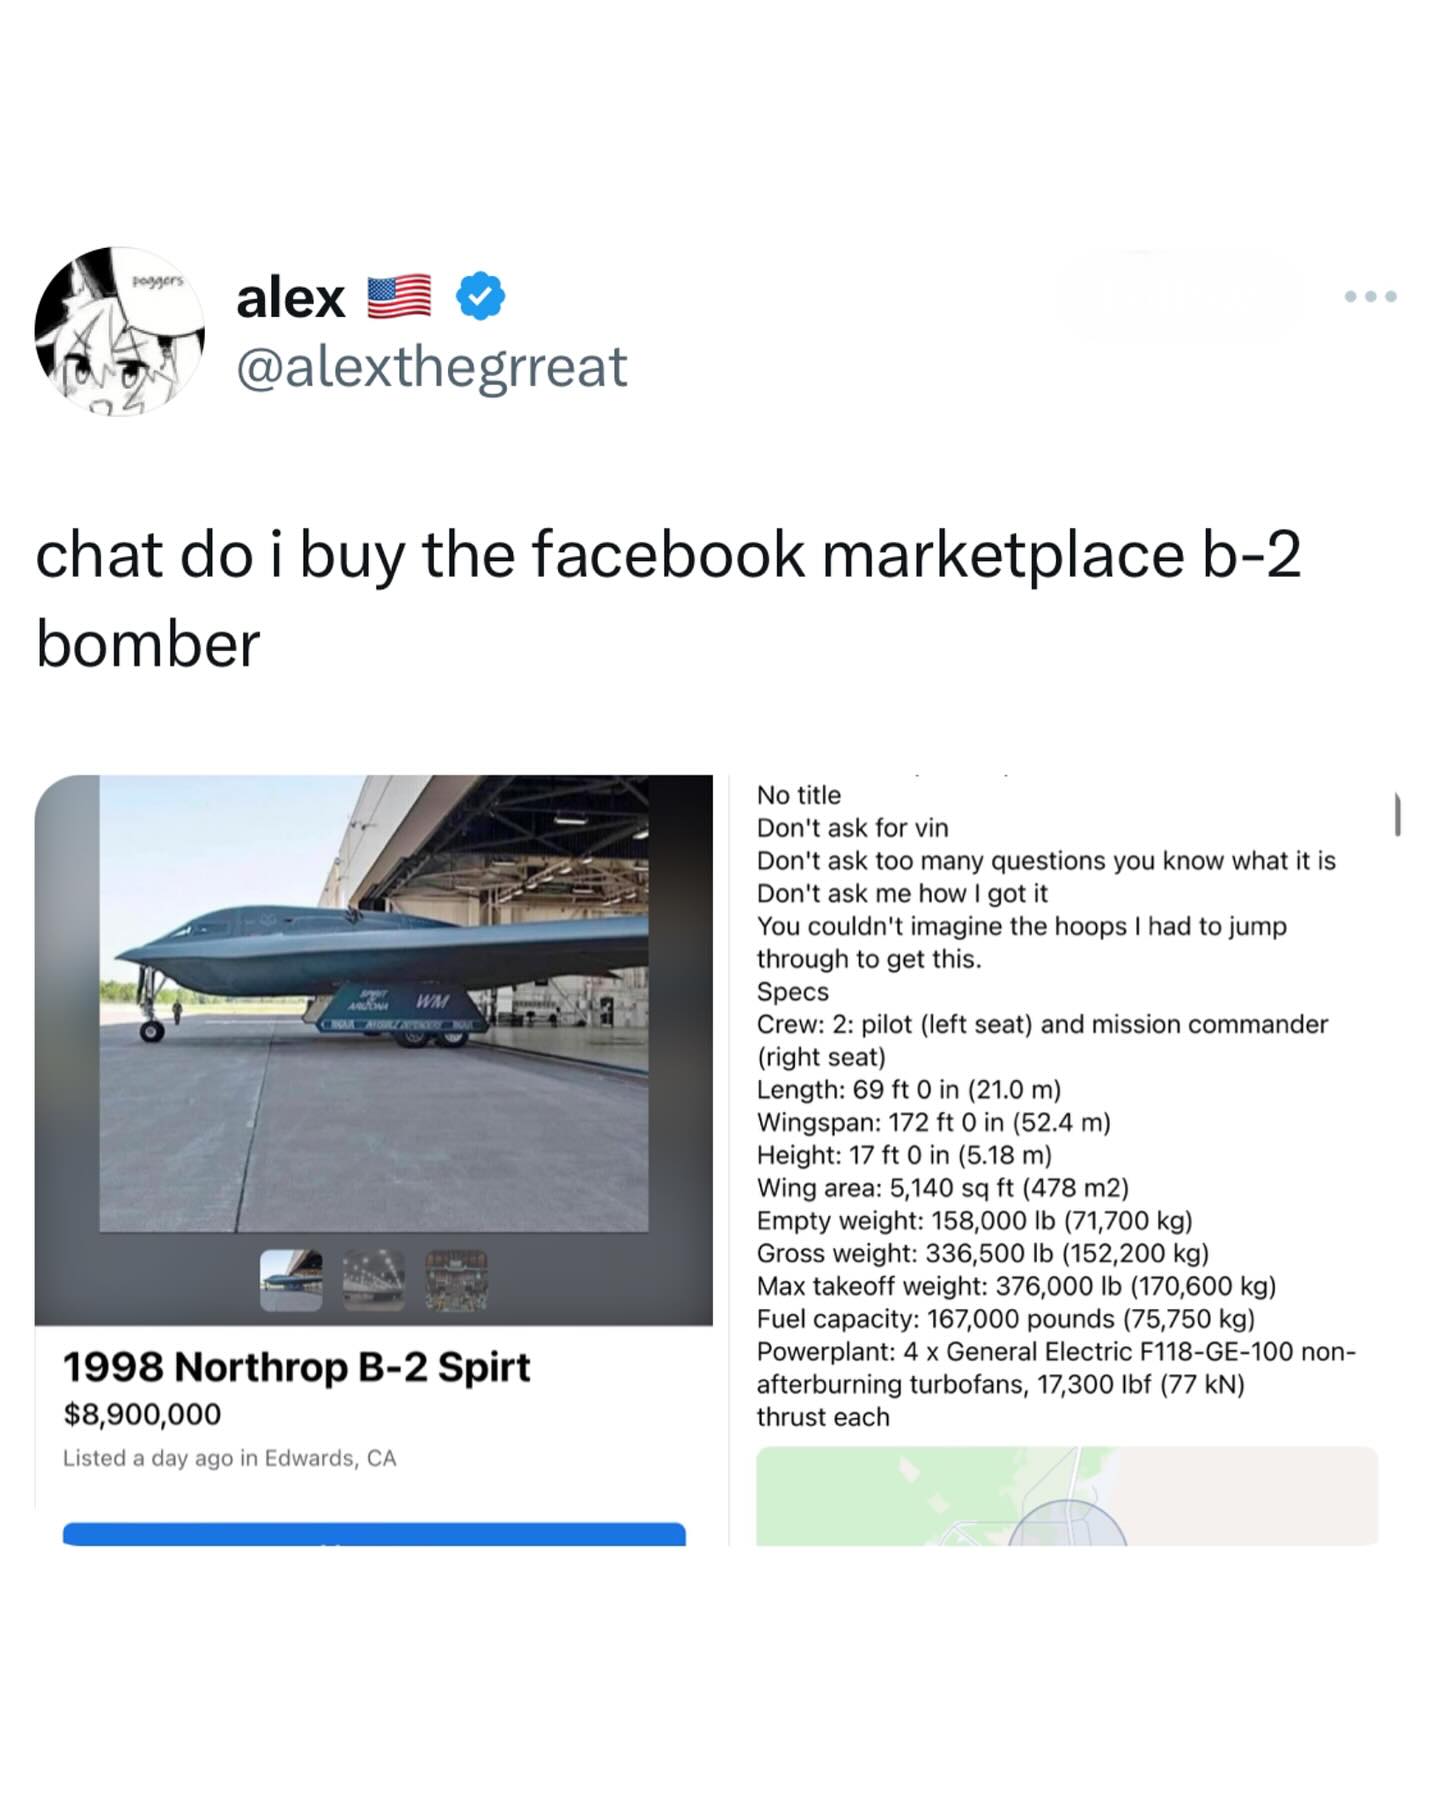 poggers
alex
@alexthegrreat
chat do i buy the facebook marketplace b-2
bomber
SPIRIT
OF
ARIZONA
WM
1998 Northrop B-2 Spirt
$8,900,000
Listed a day ago in Edwards, CA
No title
Don't ask for vin
Don't ask too many questions you know what it is
Don't ask me how I got it
You couldn't imagine the hoops I had to jump
through to get this.
Specs
Crew: 2: pilot (left seat) and mission commander
(right seat)
Length: 69 ft 0 in (21.0 m)
Wingspan: 172 ft 0 in (52.4 m)
Height: 17 ft 0 in (5.18 m)
Wing area: 5,140 sq ft (478 m2)
Empty weight: 158,000 lb (71,700 kg)
Gross weight: 336,500 lb (152,200 kg)
Max takeoff weight: 376,000 lb (170,600 kg)
Fuel capacity: 167,000 pounds (75,750 kg)
Powerplant: 4 x General Electric F118-GE-100 non-
afterburning turbofans, 17,300 lbf (77 kN)
thrust each